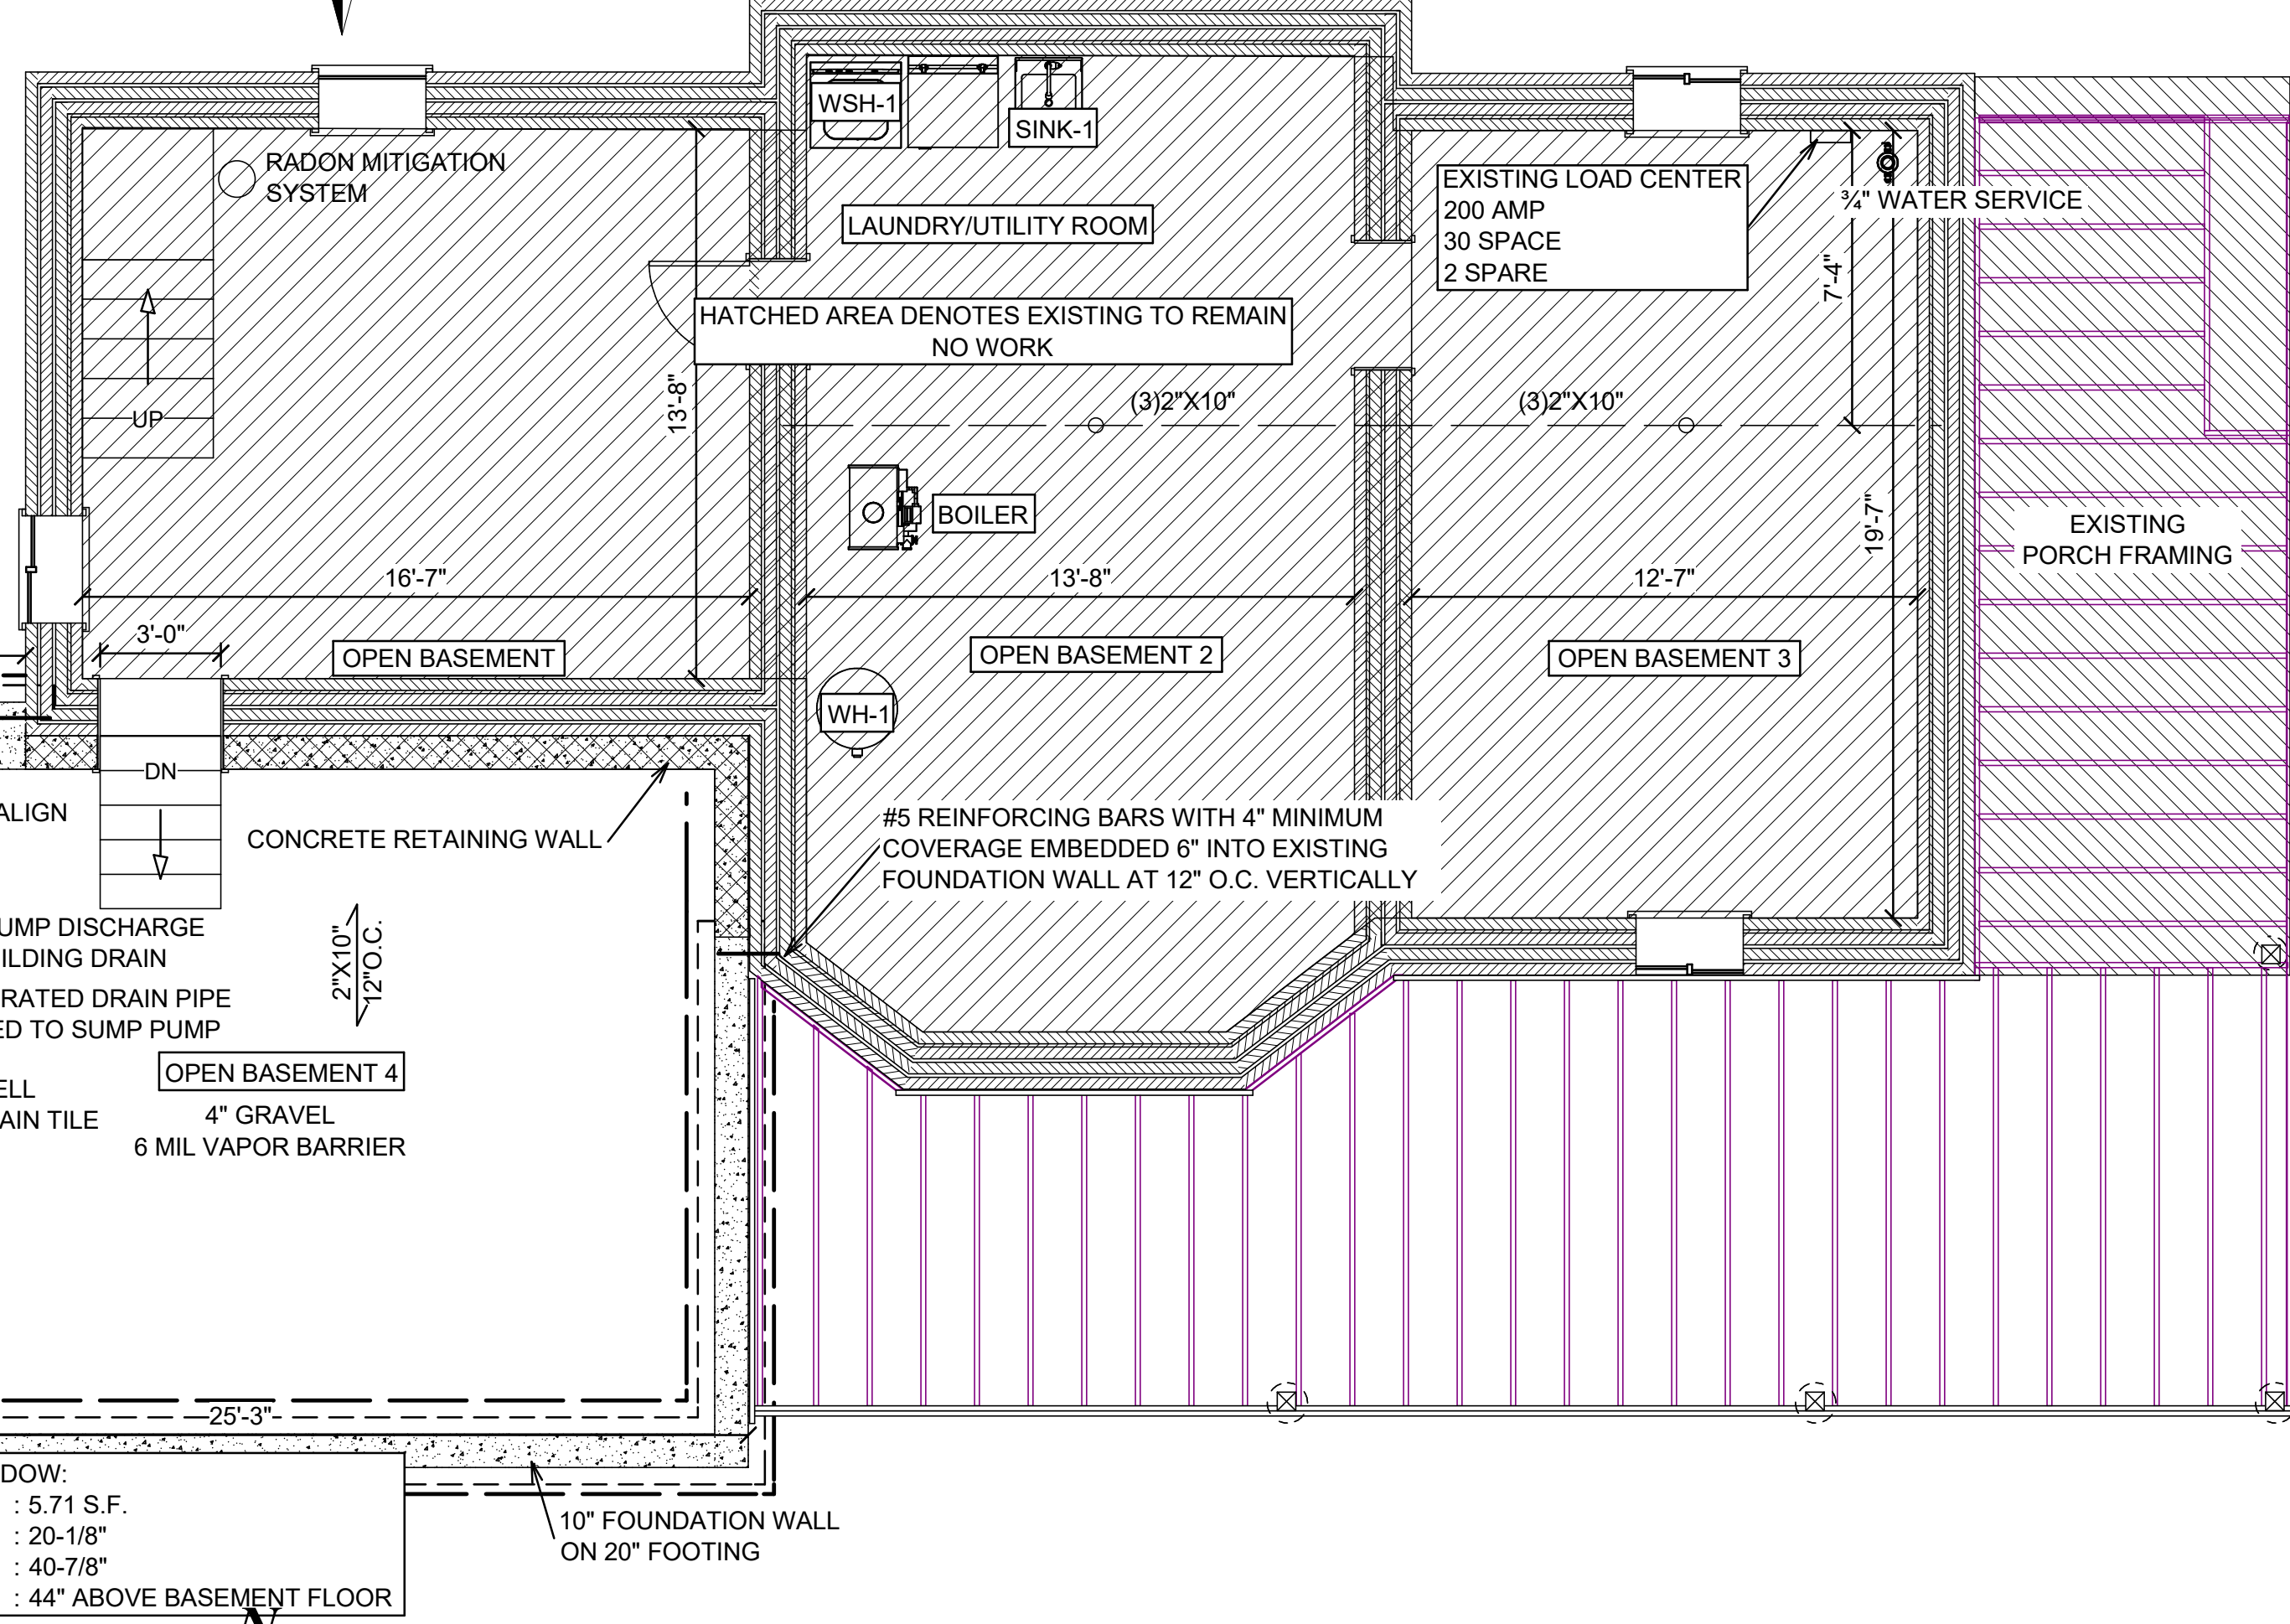 WSH-1
SINK-1
RADON MITIGATION
SYSTEM
LAUNDRY/UTILITY ROOM
EXISTING LOAD CENTER
200 AMP
30 SPACE
2 SPARE
¾" WATER SERVICE
7'-4"
HATCHED AREA DENOTES EXISTING TO REMAIN
NO WORK
13'-8"
UP
(3)2"X10"
(3)2"X10"
BOILER
19'-7"
EXISTING
PORCH FRAMING
16'-7"
13'-8"
12'-7"
3'-0"
OPEN BASEMENT
OPEN BASEMENT 2
OPEN BASEMENT 3
WH-1
DN
ALIGN
CONCRETE RETAINING WALL
#5 REINFORCING BARS WITH 4" MINIMUM
COVERAGE EMBEDDED 6" INTO EXISTING
FOUNDATION WALL AT 12" O.C. VERTICALLY
UMP DISCHARGE
ILDING DRAIN
2"X10"
12"O.C.
RATED DRAIN PIPE
ED TO SUMP PUMP
OPEN BASEMENT 4
ELL
AIN TILE
4" GRAVEL
6 MIL VAPOR BARRIER
25'-3"
DOW:
: 5.71 S.F.
: 20-1/8"
: 40-7/8"
: 44" ABOVE BASEMENT FLOOR
10" FOUNDATION WALL
ON 20" FOOTING